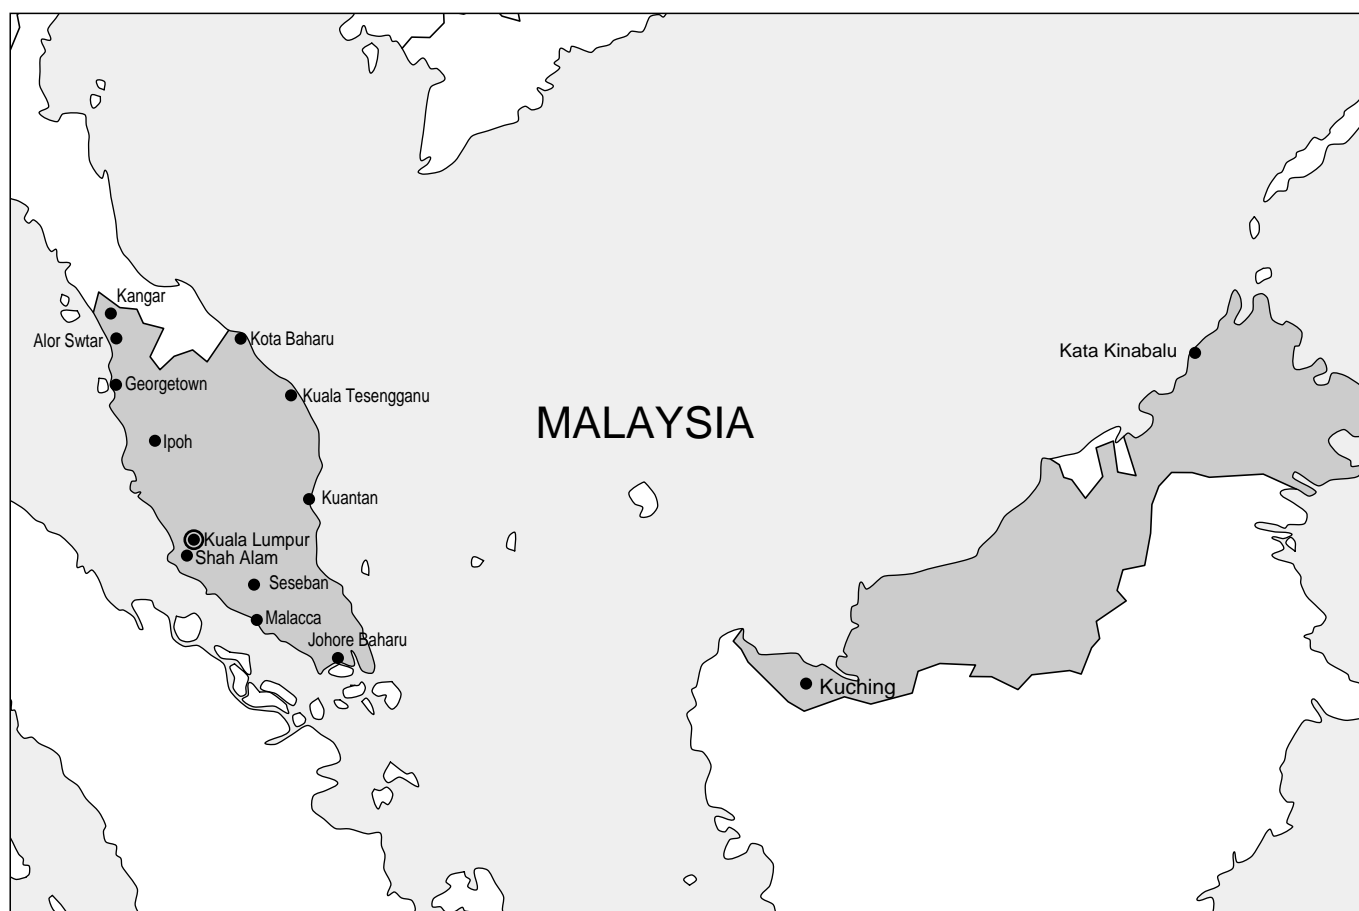 Kangar
Alor Swtar
Kota Baharu
Kata Kinabalu
Georgetown
Kuala Tesengganu
MALAYSIA
Ipoh
Kuantan
Kuala Lumpur
Shah Alam
Seseban
Malacca
Johore Baharu
Kuching